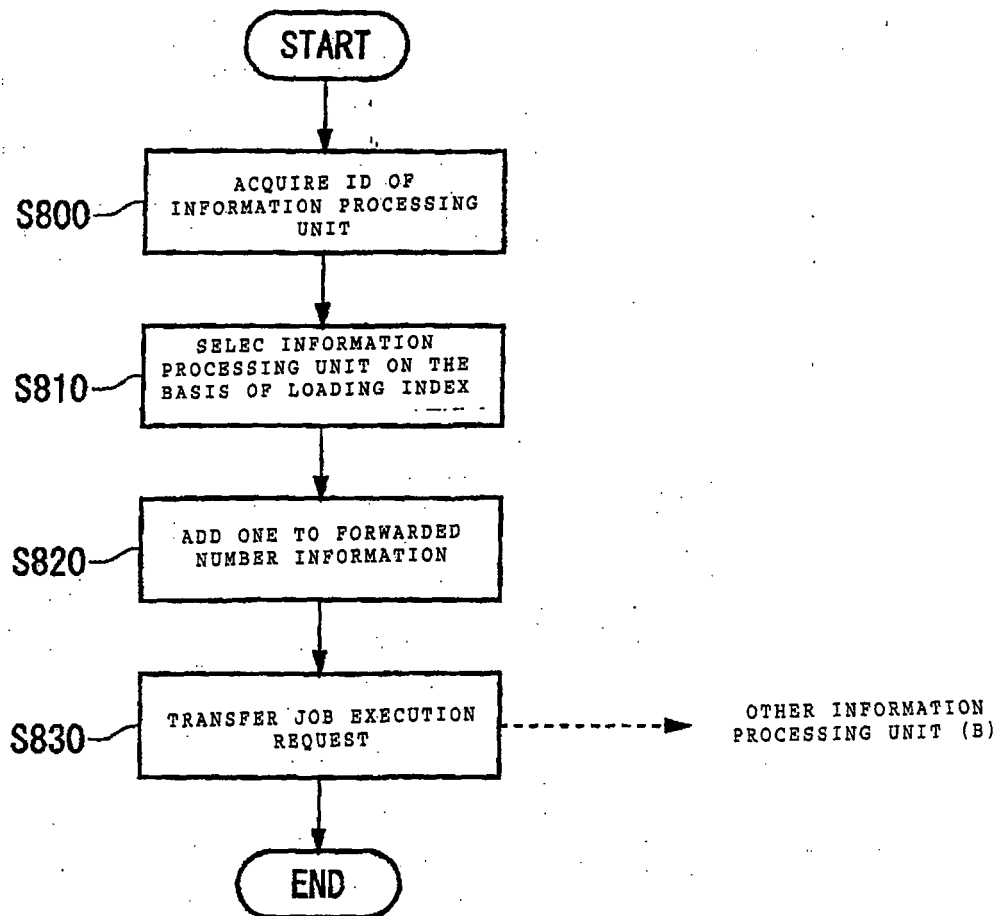 START
S800
ACQUIRE ID OF
INFORMATION PROCESSING
UNIT
S810
SELEC INFORMATION
PROCESSING UNIT ON THE
BASIS OF LOADING INDEX
S820
ADD ONE TO FORWARDED
NUMBER INFORMATION
S830
TRANSFER JOB EXECUTION
REQUEST
OTHER INFORMATION
PROCESSING UNIT (B)
END